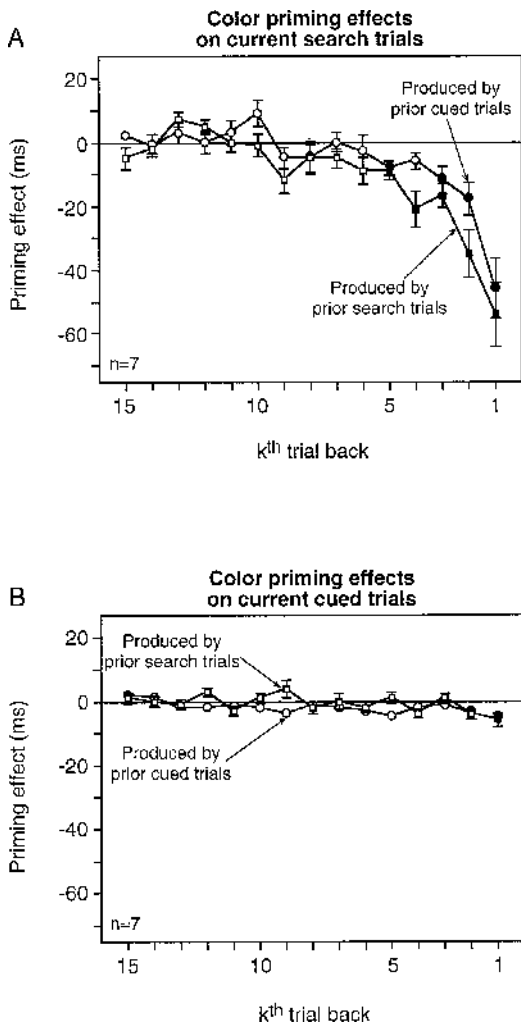 A
Color priming effects
on current search trials
20
0
-20
-40
-60
Priming effect (ms)
Produced by
prior cued trials
Produced by
prior search trials
n=7
15
10
5
1
kth trial back
B
Color priming effects
on current cued trials
20
0
-20
-40
-60
Priming effect (ms)
Produced by
prior search trials
Produced by
prior cued trials
n=7
15
10
5
1
kth trial back